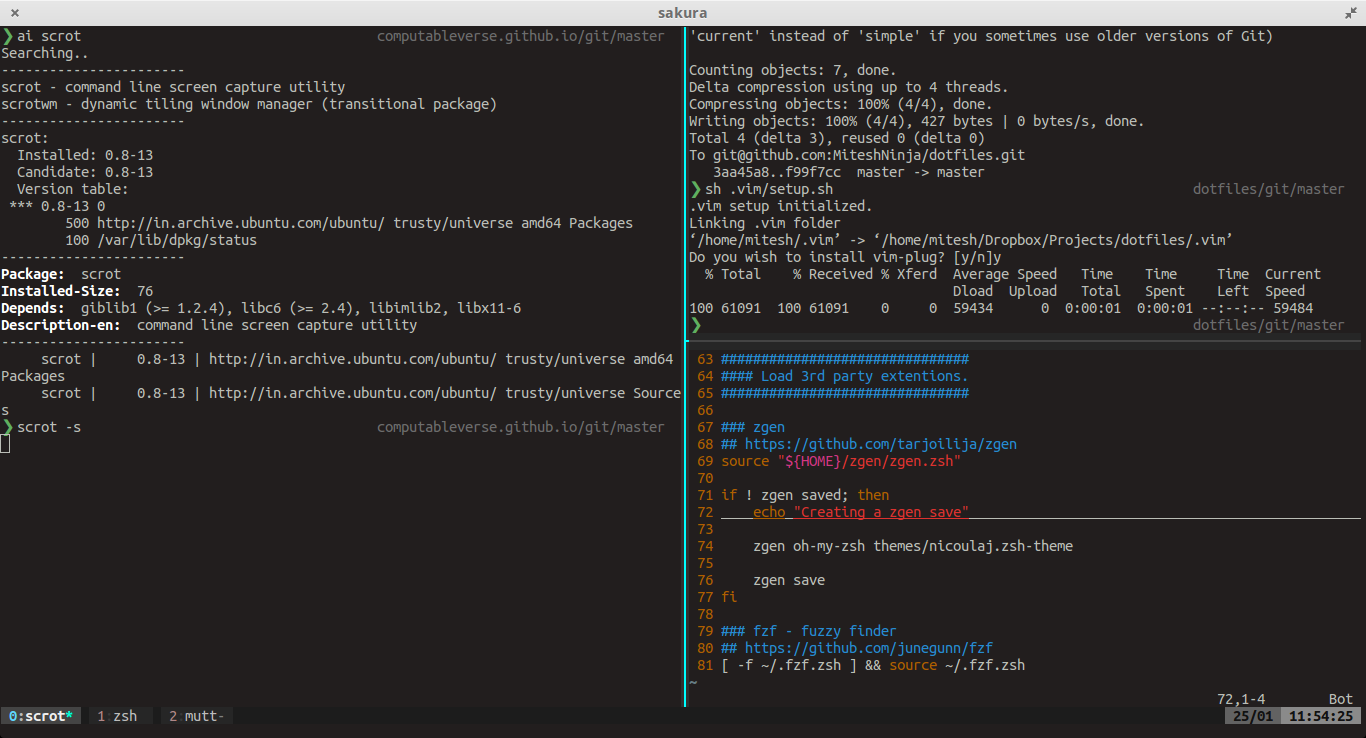 sakura
❯ ai scrot computableverse.github.io/git/master
Searching..
-----------------------
scrot - command line screen capture utility
scrotwm - dynamic tiling window manager (transitional package)
-----------------------
scrot:
  Installed: 0.8-13
  Candidate: 0.8-13
  Version table:
 *** 0.8-13 0
        500 http://in.archive.ubuntu.com/ubuntu/ trusty/universe amd64 Packages
        100 /var/lib/dpkg/status
-----------------------
Package:  scrot
Installed-Size:  76
Depends:  giblib1 (>= 1.2.4), libc6 (>= 2.4), libimlib2, libx11-6
Description-en:  command line screen capture utility
-----------------------
     scrot |     0.8-13 | http://in.archive.ubuntu.com/ubuntu/ trusty/universe amd64
Packages
     scrot |     0.8-13 | http://in.archive.ubuntu.com/ubuntu/ trusty/universe Source
s
❯ scrot -s computableverse.github.io/git/master
'current' instead of 'simple' if you sometimes use older versions of Git)
Counting objects: 7, done.
Delta compression using up to 4 threads.
Compressing objects: 100% (4/4), done.
Writing objects: 100% (4/4), 427 bytes | 0 bytes/s, done.
Total 4 (delta 3), reused 0 (delta 0)
To git@github.com:MiteshNinja/dotfiles.git
   3aa45a8..f99f7cc  master -> master
❯ sh .vim/setup.sh dotfiles/git/master
.vim setup initialized.
Linking .vim folder
‘/home/mitesh/.vim’ -> ‘/home/mitesh/Dropbox/Projects/dotfiles/.vim’
Do you wish to install vim-plug? [y/n]y
  % Total    % Received % Xferd  Average Speed   Time    Time     Time  Current
                                 Dload  Upload   Total   Spent    Left  Speed
100 61091  100 61091    0     0  59434      0  0:00:01  0:00:01 --:--:-- 59484
❯ dotfiles/git/master
63 ###############################
64 #### Load 3rd party extentions.
65 ###############################
66
67 ### zgen
68 ## https://github.com/tarjoilija/zgen
69 source "${HOME}/zgen/zgen.zsh"
70
71 if ! zgen saved; then
72     echo "Creating a zgen save"
73
74     zgen oh-my-zsh themes/nicoulaj.zsh-theme
75
76     zgen save
77 fi
78
79 ### fzf - fuzzy finder
80 ## https://github.com/junegunn/fzf
81 [ -f ~/.fzf.zsh ] && source ~/.fzf.zsh
~
72,1-4 Bot
0:scrot* 1:zsh 2:mutt- 25/01 11:54:25